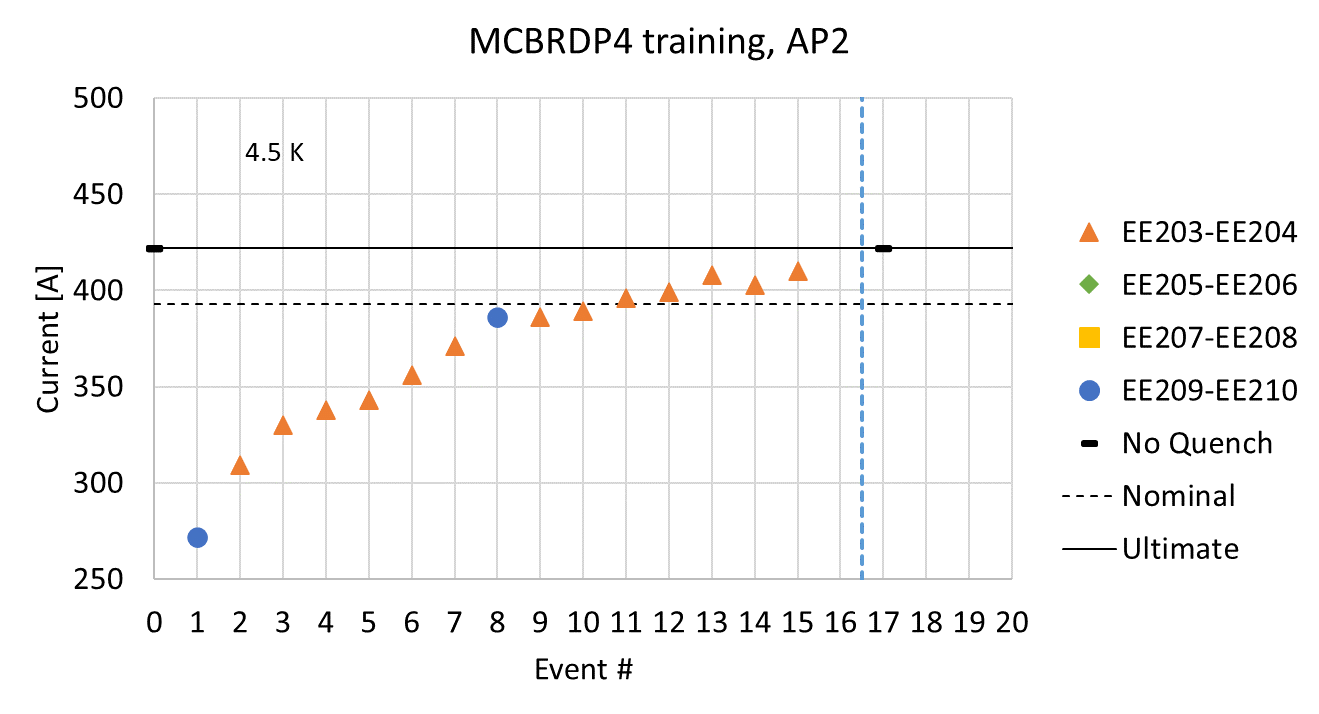 MCBRDP4 training, AP2
500
450
400
350
300
250
Current [A]
4.5 K
0 1 2 3 4 5 6 7 8 9 10 11 12 13 14 15 16 17 18 19 20
Event #
EE203-EE204
EE205-EE206
EE207-EE208
EE209-EE210
No Quench
Nominal
Ultimate